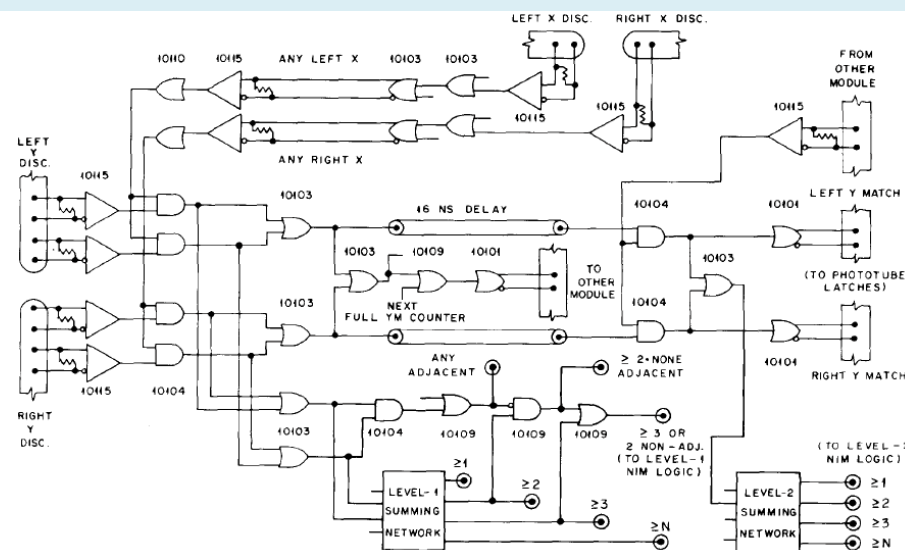 LEFT X DISC.
RIGHT X DISC.
10110
10115
ANY LEFT X
10103
10103
FROM
OTHER
MODULE
10115
10115
10115
ANY RIGHT X
LEFT
Y
DISC.
10115
10103
16 NS DELAY
10104
LEFT Y MATCH
10101
10103
10109
10101
10103
(TO PHOTOTUBE
LATCHES)
TO
OTHER
MODULE
NEXT
FULL YM COUNTER
10103
10104
10115
10104
ANY
ADJACENT
≥ 2·NONE
ADJACENT
10101
RIGHT Y MATCH
RIGHT
Y
DISC.
10103
10104
10109
10109
10109
≥ 3 OR
2 NON-ADJ.
(TO LEVEL-1
NIM LOGIC)
(TO LEVEL-2
NIM LOGIC)
LEVEL-1
SUMMING
NETWORK
≥1
≥2
≥3
≥N
LEVEL-2
SUMMING
NETWORK
≥1
≥2
≥3
≥N